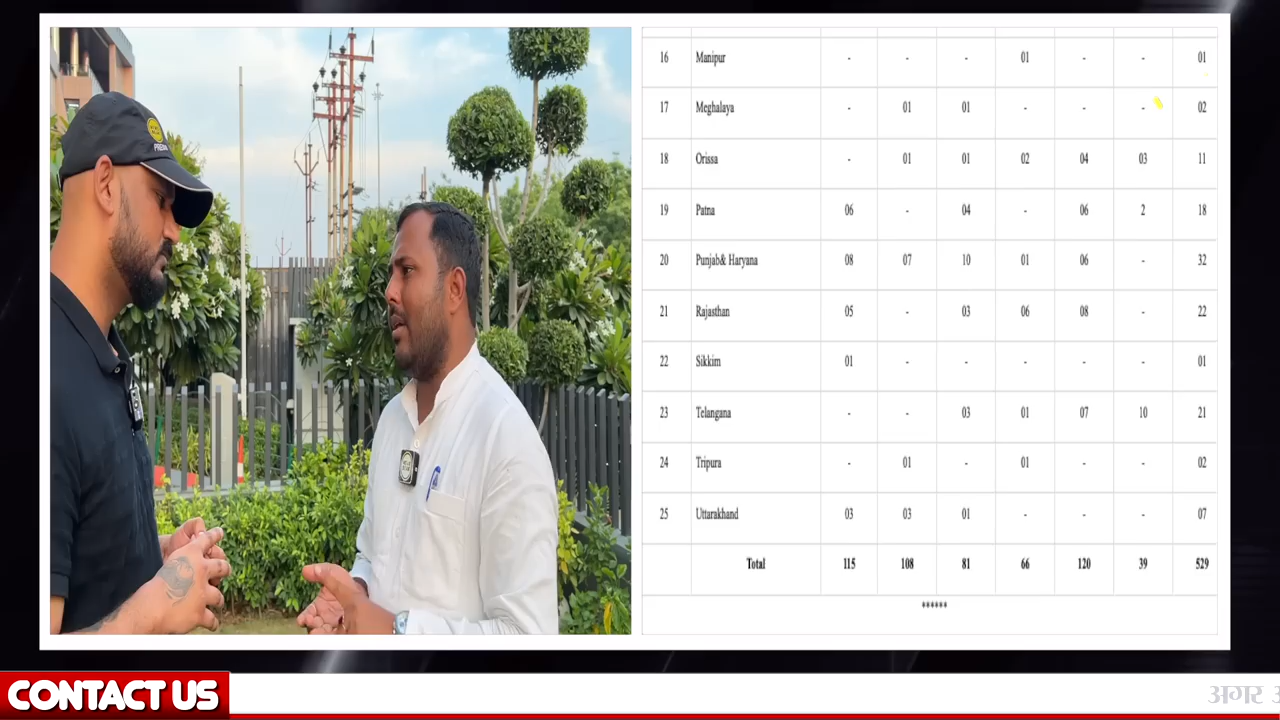 PRESS
16 Manipur - - - 01 - - 01
17 Meghalaya - 01 01 - - - 02
18 Orissa - 01 01 02 04 03 11
19 Patna 06 - 04 - 06 2 18
20 Punjab& Haryana 08 07 10 01 06 - 32
21 Rajasthan 05 - 03 06 08 - 22
22 Sikkim 01 - - - - - 01
23 Telangana - - 03 01 07 10 21
24 Tripura - 01 - 01 - - 02
25 Uttarakhand 03 03 01 - - - 07
Total 115 108 81 66 120 39 529
******
CONTACT US
अगर